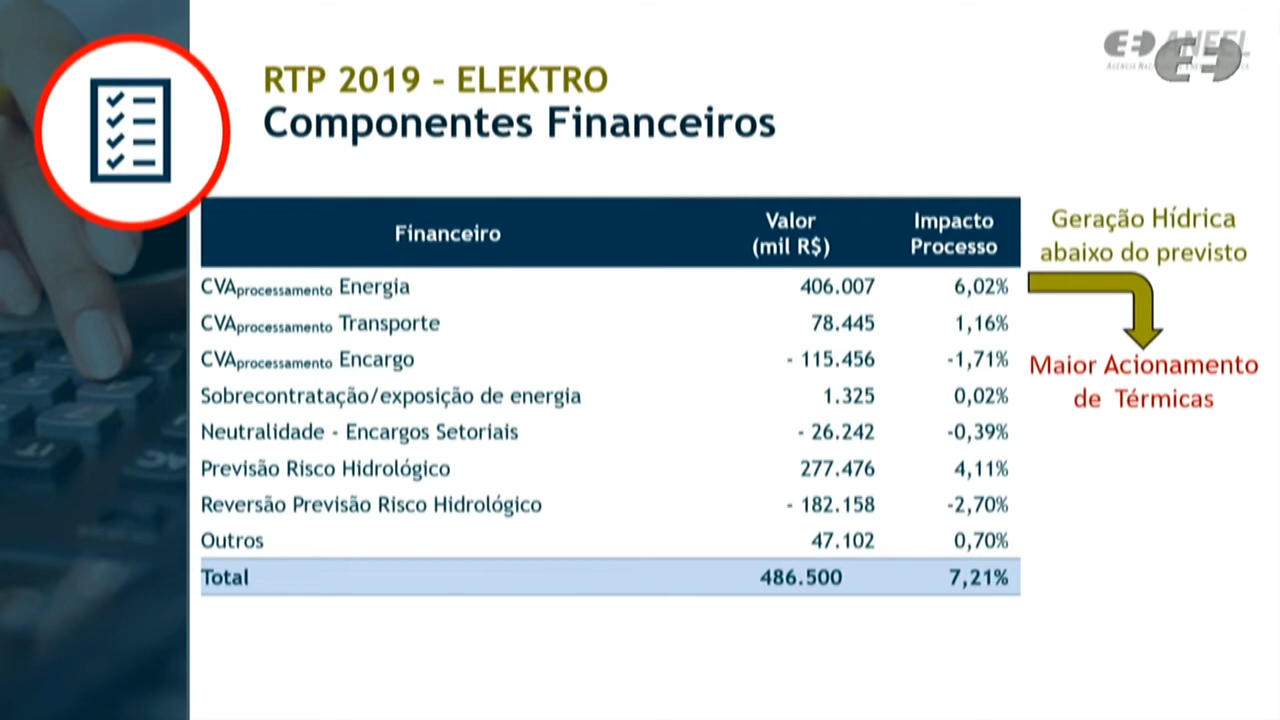 RTP 2019 - ELEKTRO
Componentes Financeiros
ANEEL
Financeiro Valor (mil R$) Impacto Processo
CVAprocessamento Energia 406.007 6,02%
CVAprocessamento Transporte 78.445 1,16%
CVAprocessamento Encargo - 115.456 -1,71%
Sobrecontratação/exposição de energia 1.325 0,02%
Neutralidade - Encargos Setoriais - 26.242 -0,39%
Previsão Risco Hidrológico 277.476 4,11%
Reversão Previsão Risco Hidrológico - 182.158 -2,70%
Outros 47.102 0,70%
Total 486.500 7,21%
Geração Hídrica
abaixo do previsto
Maior Acionamento
de Térmicas